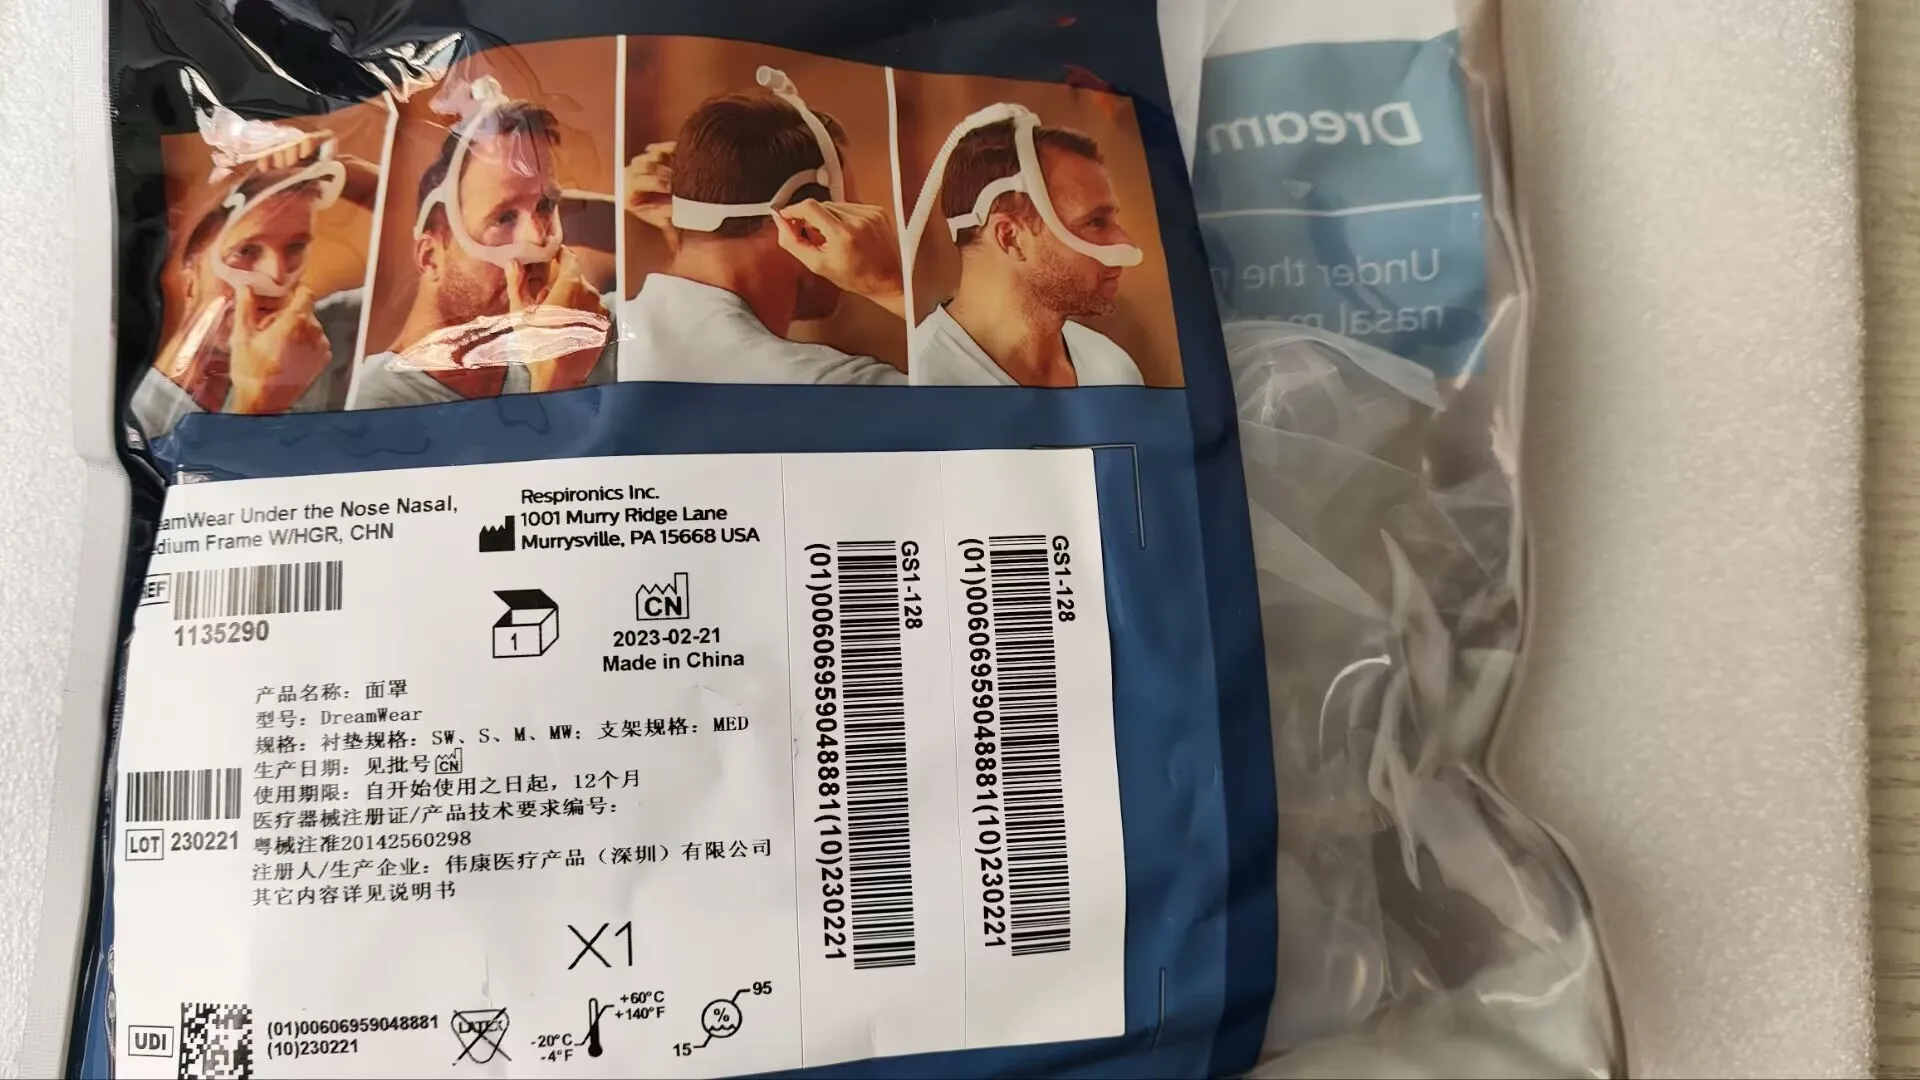 Dream
Under the
nasal
amWear Under the Nose Nasal,
dium Frame W/HGR, CHN
Respironics Inc.
1001 Murry Ridge Lane
Murrysville, PA 15668 USA
REF
1135290
1
CN
2023-02-21
Made in China
产品名称：面罩
型号：DreamWear
规格：衬垫规格：SW、S、M、MW；支架规格：MED
生产日期：见批号 CN
使用期限：自开始使用之日起，12个月
医疗器械注册证/产品技术要求编号：
粤械注准20142560298
注册人/生产企业：伟康医疗产品（深圳）有限公司
其它内容详见说明书
LOT 230221
X1
UDI
(01)00606959048881
(10)230221
LATEX
+60°C
+140°F
-20°C
-4°F
%
95
15
GS1-128
(01)00606959048881(10)230221
GS1-128
(01)00606959048881(10)230221